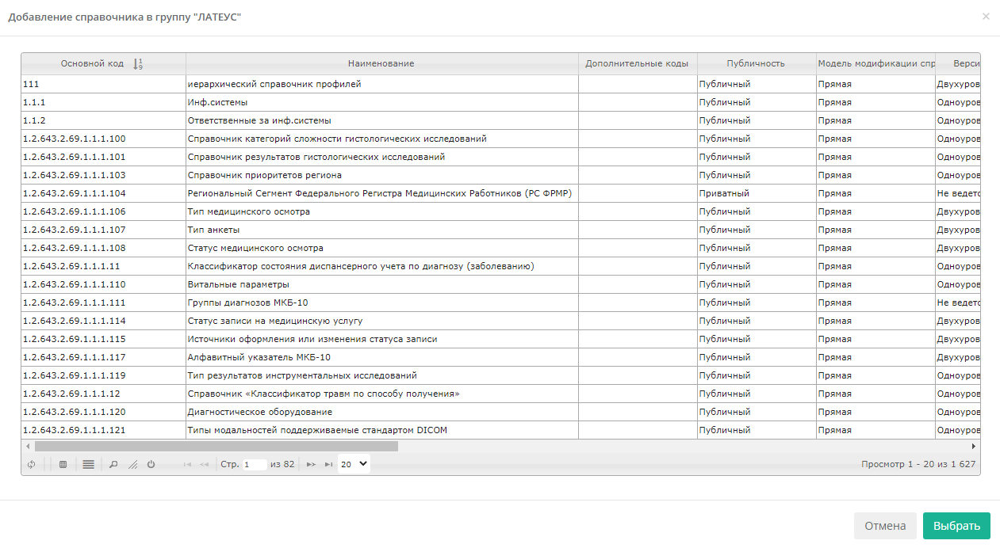 Добавление справочника в группу "ЛАТЕУС" ×
Основной код Наименование Дополнительные коды Публичность Модель модификации спр Верси
111 иерархический справочник профилей Публичный Прямая Двухуров
1.1.1 Инф.системы Публичный Прямая Одноуров
1.1.2 Ответственные за инф.системы Публичный Прямая Одноуров
1.2.643.2.69.1.1.1.100 Справочник категорий сложности гистологических исследований Публичный Прямая Одноуров
1.2.643.2.69.1.1.1.101 Справочник результатов гистологических исследований Публичный Прямая Одноуров
1.2.643.2.69.1.1.1.103 Справочник приоритетов региона Публичный Прямая Одноуров
1.2.643.2.69.1.1.1.104 Региональный Сегмент Федерального Регистра Медицинских Работников (РС ФРМР) Приватный Прямая Не ведетс
1.2.643.2.69.1.1.1.106 Тип медицинского осмотра Публичный Прямая Двухуров
1.2.643.2.69.1.1.1.107 Тип анкеты Публичный Прямая Двухуров
1.2.643.2.69.1.1.1.108 Статус медицинского осмотра Публичный Прямая Двухуров
1.2.643.2.69.1.1.1.11 Классификатор состояния диспансерного учета по диагнозу (заболеванию) Публичный Прямая Одноуров
1.2.643.2.69.1.1.1.110 Витальные параметры Публичный Прямая Одноуров
1.2.643.2.69.1.1.1.111 Группы диагнозов МКБ-10 Публичный Прямая Не ведетс
1.2.643.2.69.1.1.1.114 Статус записи на медицинскую услугу Публичный Прямая Двухуров
1.2.643.2.69.1.1.1.115 Источники оформления или изменения статуса записи Публичный Прямая Двухуров
1.2.643.2.69.1.1.1.117 Алфавитный указатель МКБ-10 Публичный Прямая Двухуров
1.2.643.2.69.1.1.1.119 Тип результатов инструментальных исследований Публичный Прямая Одноуров
1.2.643.2.69.1.1.1.12 Справочник «Классификатор травм по способу получения» Публичный Прямая Одноуров
1.2.643.2.69.1.1.1.120 Диагностическое оборудование Публичный Прямая Одноуров
1.2.643.2.69.1.1.1.121 Типы модальностей поддерживаемые стандартом DICOM Публичный Прямая Одноуров
Стр. 1 из 82 20 Просмотр 1 - 20 из 1 627
Отмена Выбрать